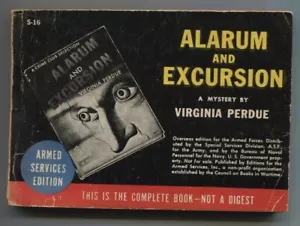 S-16
A CRIME CLUB SELECTION
ALARUM
AND
EXCURSION
VIRGINIA PERDUE
ARMED
SERVICES
EDITION
ALARUM
AND
EXCURSION
A MYSTERY BY
VIRGINIA PERDUE
Overseas edition for the Armed Forces. Distrib-
uted by the Special Services Division, A.S.F.,
for the Army, and by the Bureau of Naval
Personnel for the Navy. U. S. Government prop-
erty. Not for sale. Published by Editions for the
Armed Services, Inc., a non-profit organization,
established by the Council on Books in Wartime.
THIS IS THE COMPLETE BOOK—NOT A DIGEST